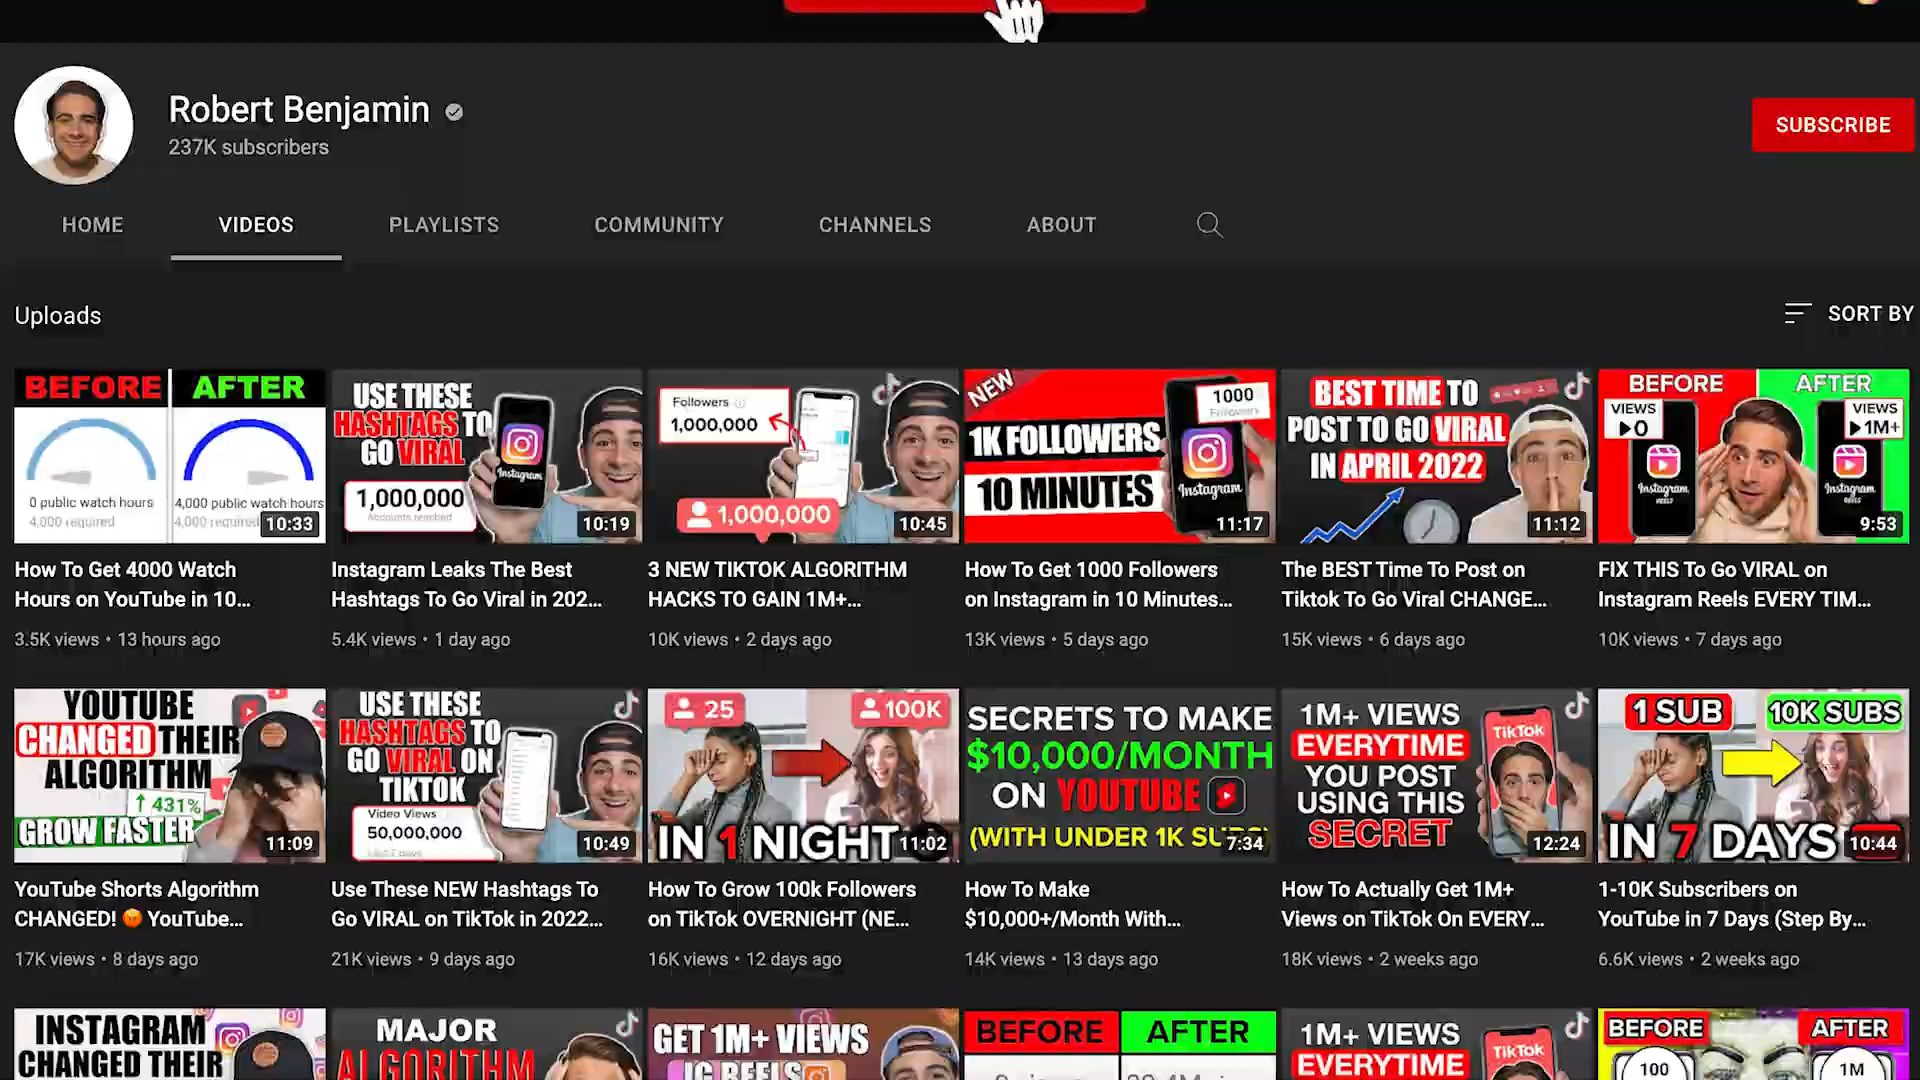 Robert Benjamin
237K subscribers
SUBSCRIBE
HOME
VIDEOS
PLAYLISTS
COMMUNITY
CHANNELS
ABOUT
Uploads
SORT BY
BEFORE
AFTER
0 public watch hours
4,000 required
4,000 public watch hours
4,000 required
10:33
USE THESE
HASHTAGS TO
GO VIRAL
1,000,000
Accounts reached
Instagram
10:19
Followers
1,000,000
1,000,000
10:45
NEW
1K FOLLOWERS
10 MINUTES
1000
Followers
Instagram
11:17
BEST TIME TO
POST TO GO VIRAL
IN APRIL 2022
11:12
BEFORE
AFTER
VIEWS
0
VIEWS
1M+
Instagram
REELS
Instagram
REELS
9:53
How To Get 4000 Watch
Hours on YouTube in 10...
3.5K views • 13 hours ago
Instagram Leaks The Best
Hashtags To Go Viral in 202...
5.4K views • 1 day ago
3 NEW TIKTOK ALGORITHM
HACKS TO GAIN 1M+...
10K views • 2 days ago
How To Get 1000 Followers
on Instagram in 10 Minutes...
13K views • 5 days ago
The BEST Time To Post on
Tiktok To Go Viral CHANGE...
15K views • 6 days ago
FIX THIS To Go VIRAL on
Instagram Reels EVERY TIM...
10K views • 7 days ago
YOUTUBE
CHANGED THEIR
ALGORITHM
↑ 431%
GROW FASTER
11:09
USE THESE
HASHTAGS TO
GO VIRAL ON
TIKTOK
Video Views
50,000,000
10:49
25
100K
IN 1 NIGHT
11:02
SECRETS TO MAKE
$10,000/MONTH
ON YOUTUBE
(WITH UNDER 1K SUBS)
7:34
1M+ VIEWS
EVERYTIME
YOU POST
USING THIS
SECRET
TikTok
12:24
1 SUB
10K SUBS
IN 7 DAYS
10:44
YouTube Shorts Algorithm
CHANGED! 😡 YouTube...
17K views • 8 days ago
Use These NEW Hashtags To
Go VIRAL on TikTok in 2022...
21K views • 9 days ago
How To Grow 100k Followers
on TikTok OVERNIGHT (NE...
16K views • 12 days ago
How To Make
$10,000+/Month With...
14K views • 13 days ago
How To Actually Get 1M+
Views on TikTok On EVERY...
18K views • 2 weeks ago
1-10K Subscribers on
YouTube in 7 Days (Step By...
6.6K views • 2 weeks ago
INSTAGRAM
CHANGED THEIR
MAJOR
ALGORITHM
GET 1M+ VIEWS
IG REELS
BEFORE
AFTER
1M+ VIEWS
EVERYTIME
TikTok
BEFORE
AFTER
100
1M